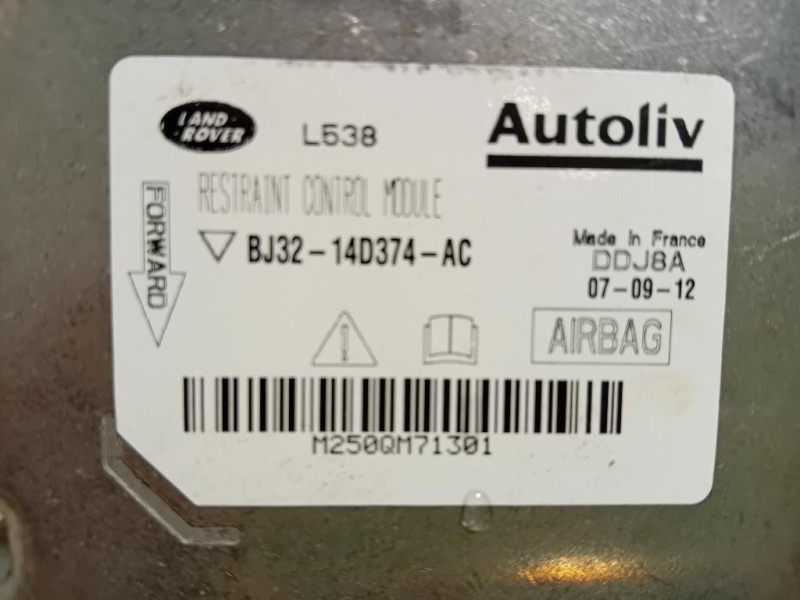 LAND
ROVER
L538
Autoliv
RESTRAINT CONTROL MODULE
FORWARD
BJ32-14D374-AC
Made In France
DDJ8A
07-09-12
AIRBAG
M250QM71301